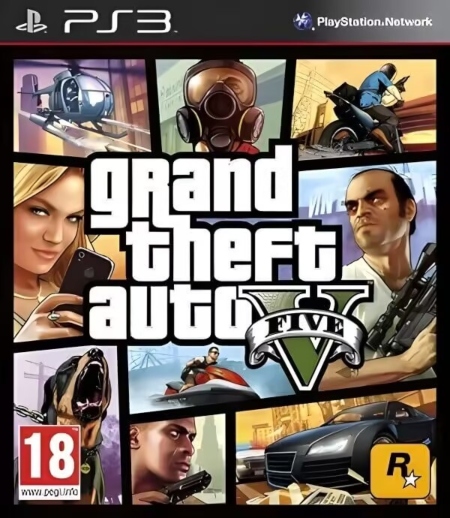 PS3
PlayStation®Network
grand
theft
auto
V
FIVE
18
www.pegi.info
R★